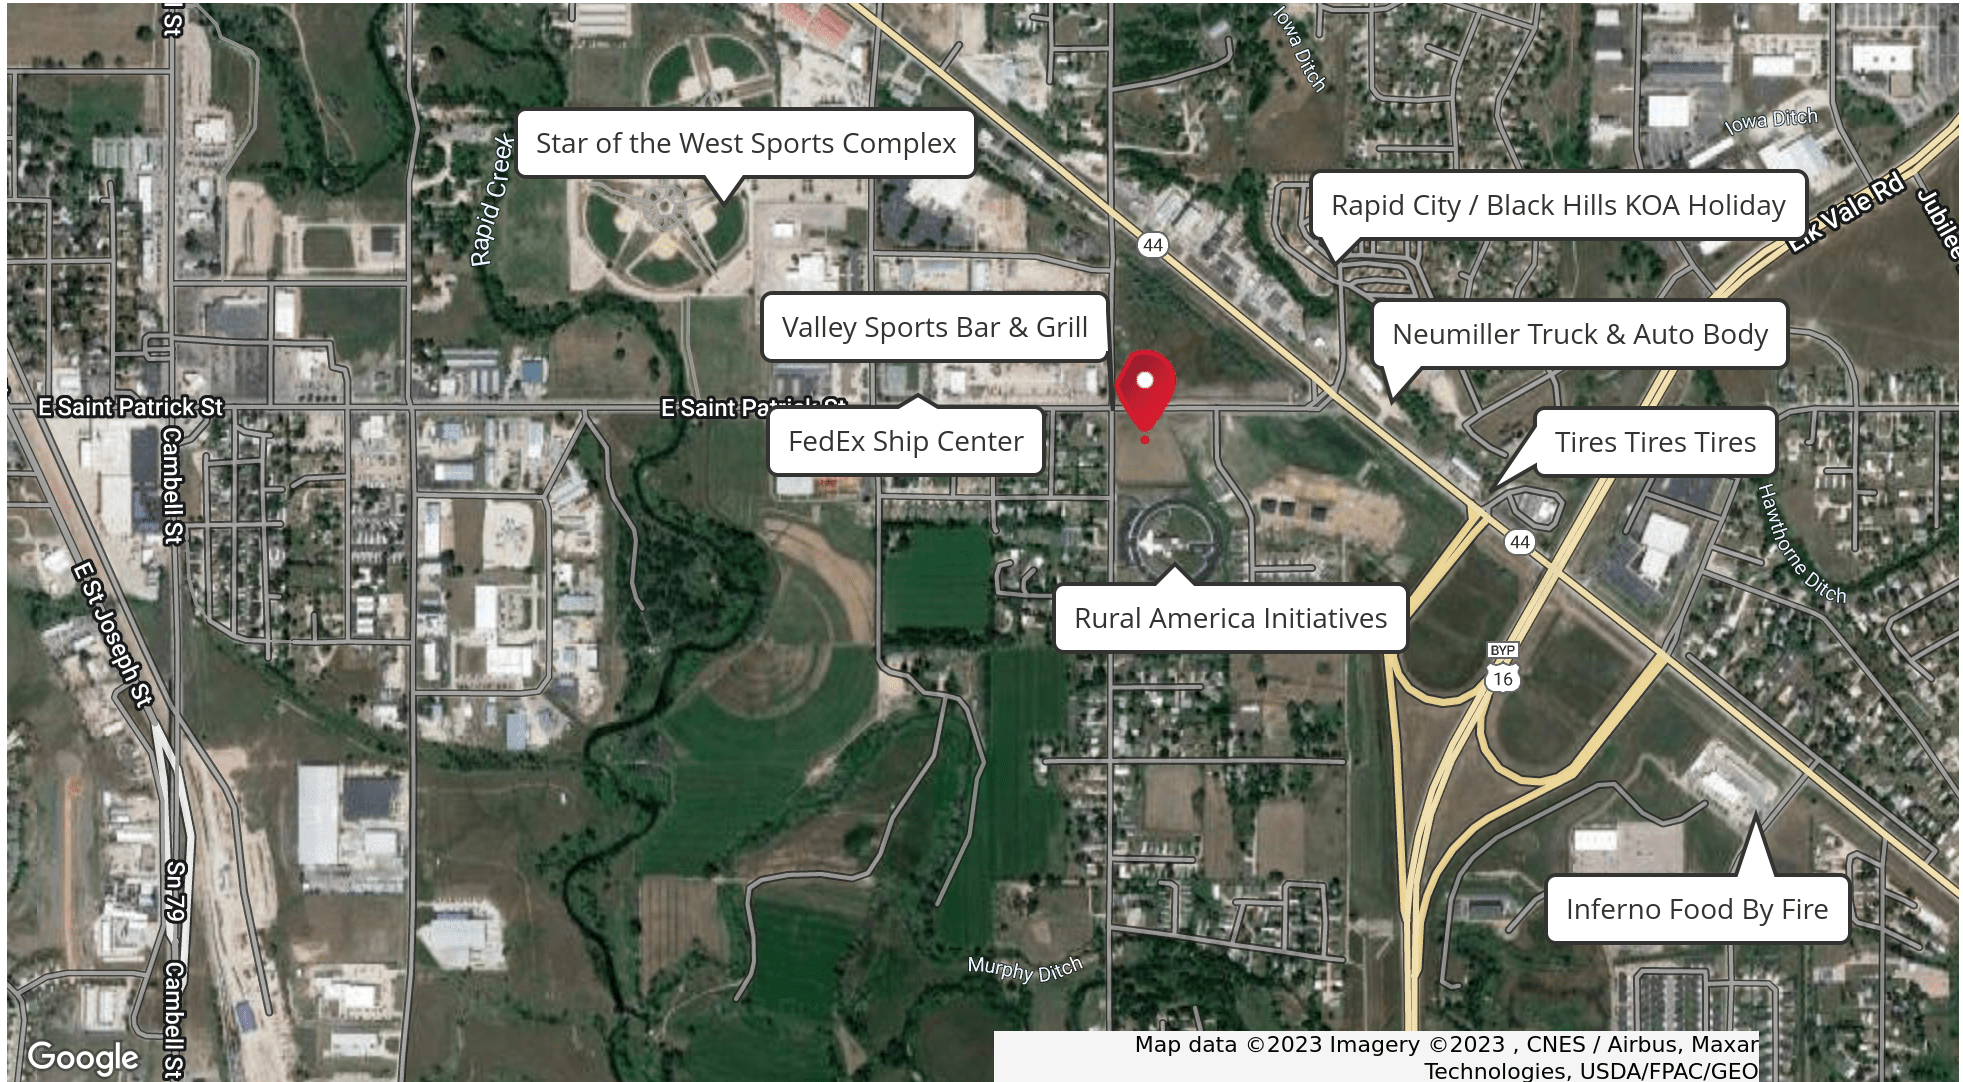 l St
Iowa Ditch
Iowa Ditch
Rapid Creek
Star of the West Sports Complex
Rapid City / Black Hills KOA Holiday
Elk Vale Rd
Jubilee
44
Valley Sports Bar & Grill
Neumiller Truck & Auto Body
E Saint Patrick St
E Saint Patrick St
Cambell St
FedEx Ship Center
Tires Tires Tires
Hawthorne Ditch
44
E St Joseph St
Rural America Initiatives
BYP
16
Sn 79
Inferno Food By Fire
Murphy Ditch
Cambell St
Google
Map data ©2023 Imagery ©2023 , CNES / Airbus, Maxar
Technologies, USDA/FPAC/GEO